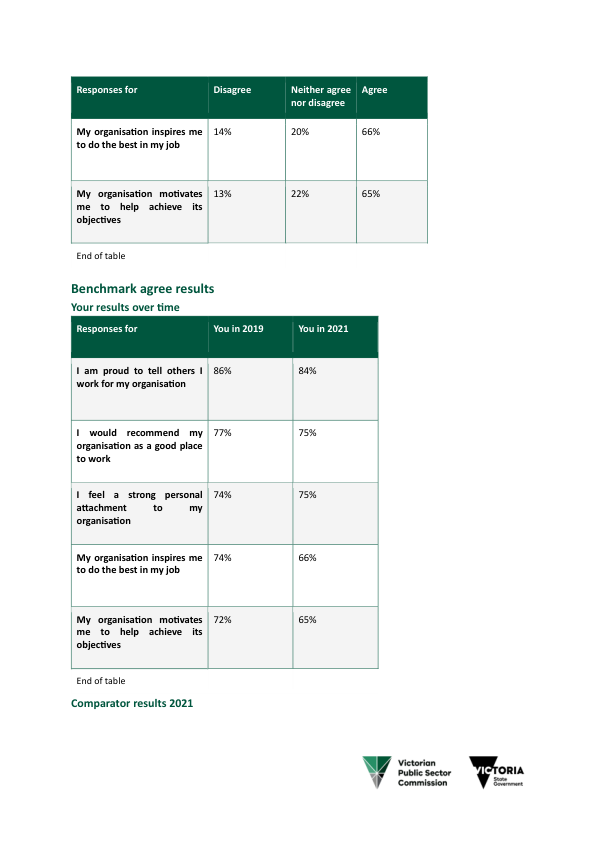 Responses for Disagree Neither agree Agree
nor disagree
My organisation inspires me 14% 20% 66%
to do the best in my job
My organisation motivates 13% 22% 65%
me to help achieve its
objectives
End of table
Benchmark agree results
Your results over time
Responses for You in 2019 You in 2021
I am proud to tell others I 86% 84%
work for my organisation
I would recommend my 77% 75%
organisation as a good place
to work
I feel a strong personal 74% 75%
attachment to my
organisation
My organisation inspires me 74% 66%
to do the best in my job
My organisation motivates 72% 65%
me to help achieve its
objectives
End of table
Comparator results 2021
Victorian
Public Sector
Commission
VICTORIA
State
Government